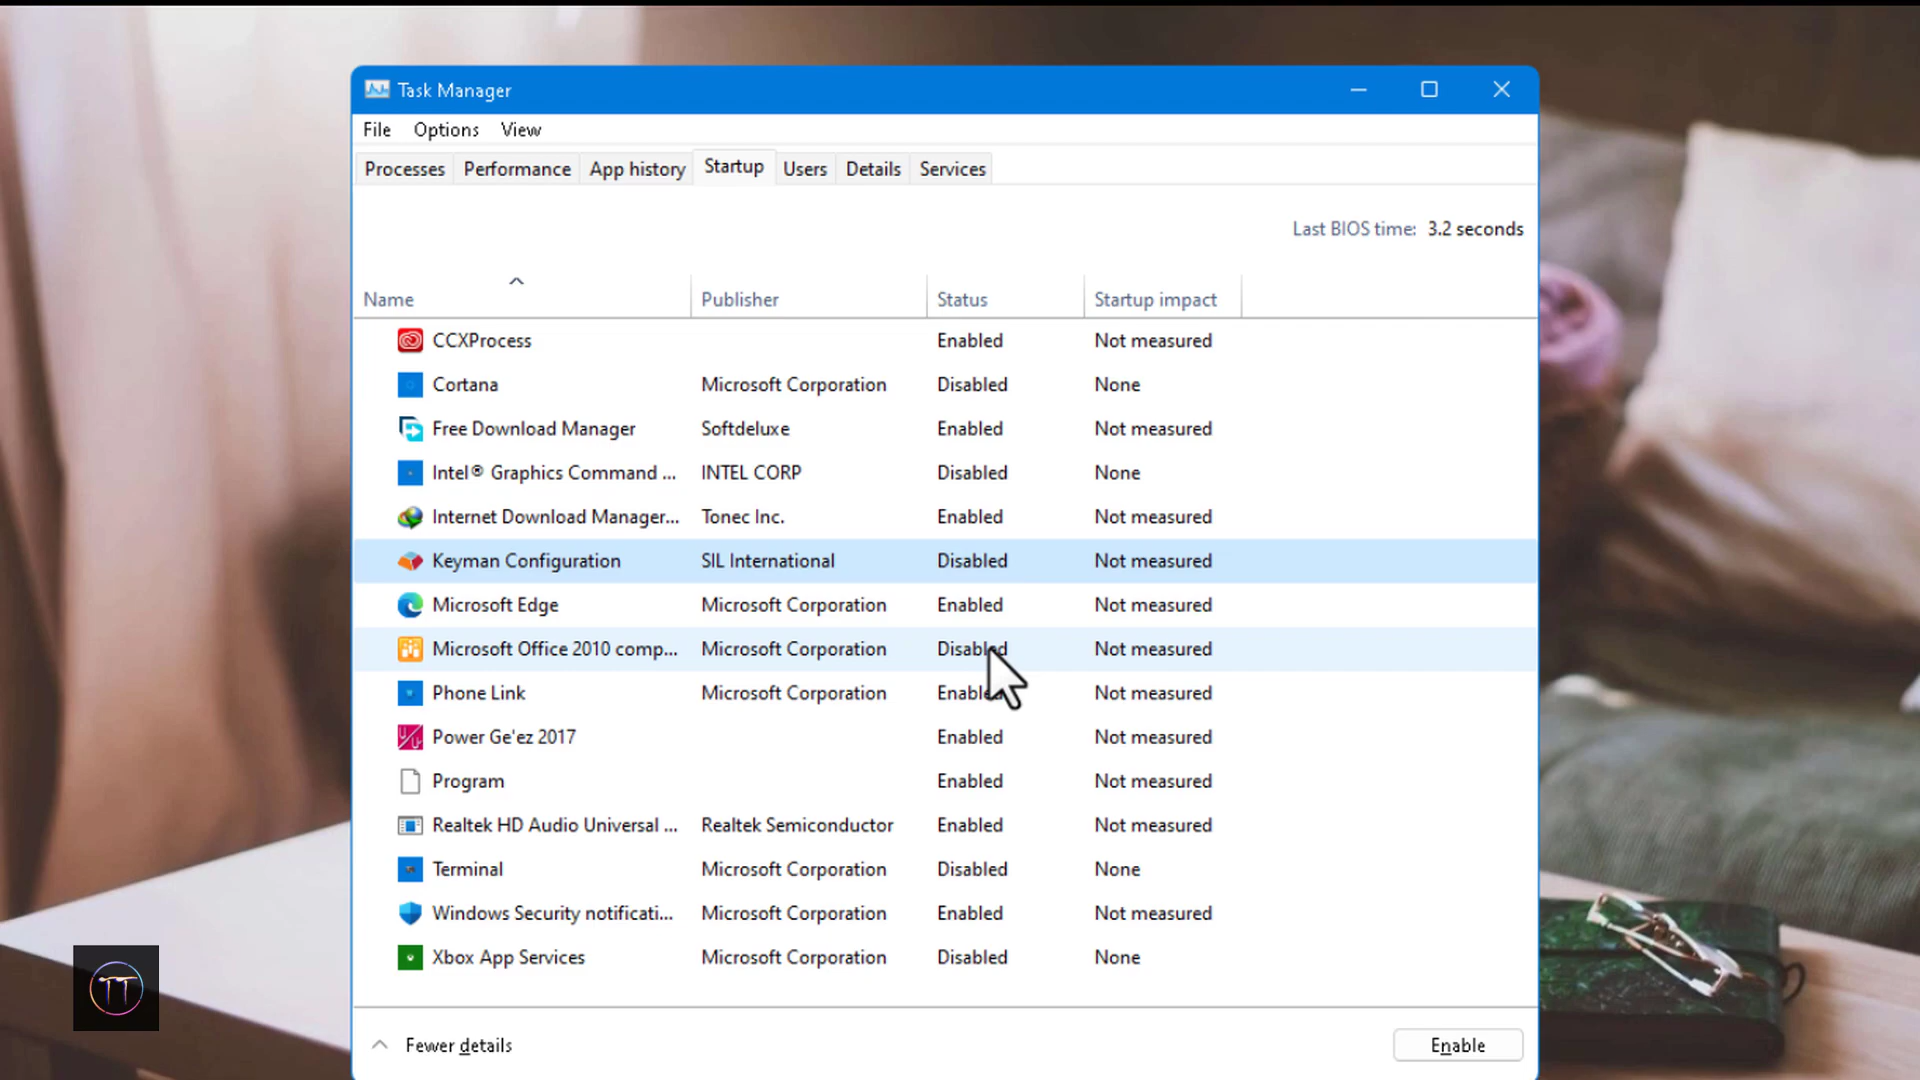 Task Manager
File Options View
Processes Performance App history Startup Users Details Services
Last BIOS time: 3.2 seconds
Name Publisher Status Startup impact
CCXProcess Enabled Not measured
Cortana Microsoft Corporation Disabled None
Free Download Manager Softdeluxe Enabled Not measured
Intel® Graphics Command ... INTEL CORP Disabled None
Internet Download Manager... Tonec Inc. Enabled Not measured
Keyman Configuration SIL International Disabled Not measured
Microsoft Edge Microsoft Corporation Enabled Not measured
Microsoft Office 2010 comp... Microsoft Corporation Disabled Not measured
Phone Link Microsoft Corporation Enabled Not measured
Power Ge'ez 2017 Enabled Not measured
Program Enabled Not measured
Realtek HD Audio Universal ... Realtek Semiconductor Enabled Not measured
Terminal Microsoft Corporation Disabled None
Windows Security notificati... Microsoft Corporation Enabled Not measured
Xbox App Services Microsoft Corporation Disabled None
TT
Fewer details Enable